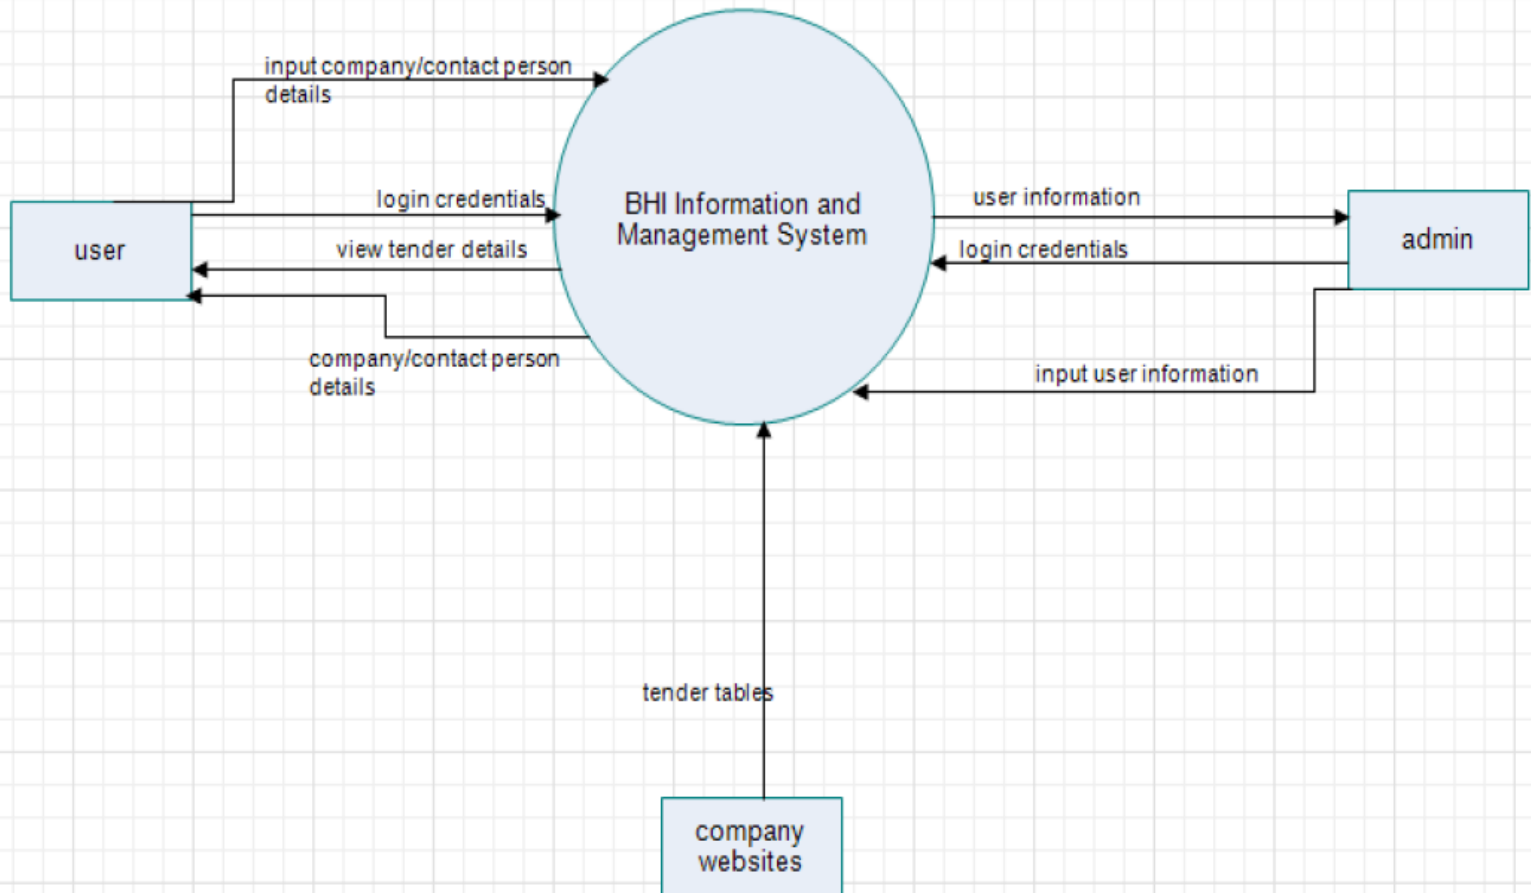 input company/contact person
details
login credentials
view tender details
company/contact person
details
user
BHI Information and
Management System
user information
login credentials
input user information
admin
tender tables
company
websites